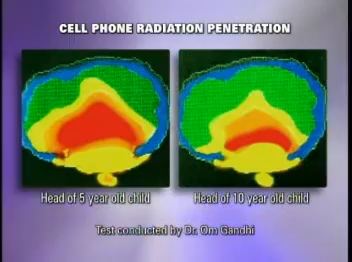 CELL PHONE RADIATION PENETRATION
Head of 5 year old child
Head of 10 year old child
Test conducted by Dr. Om Gandhi